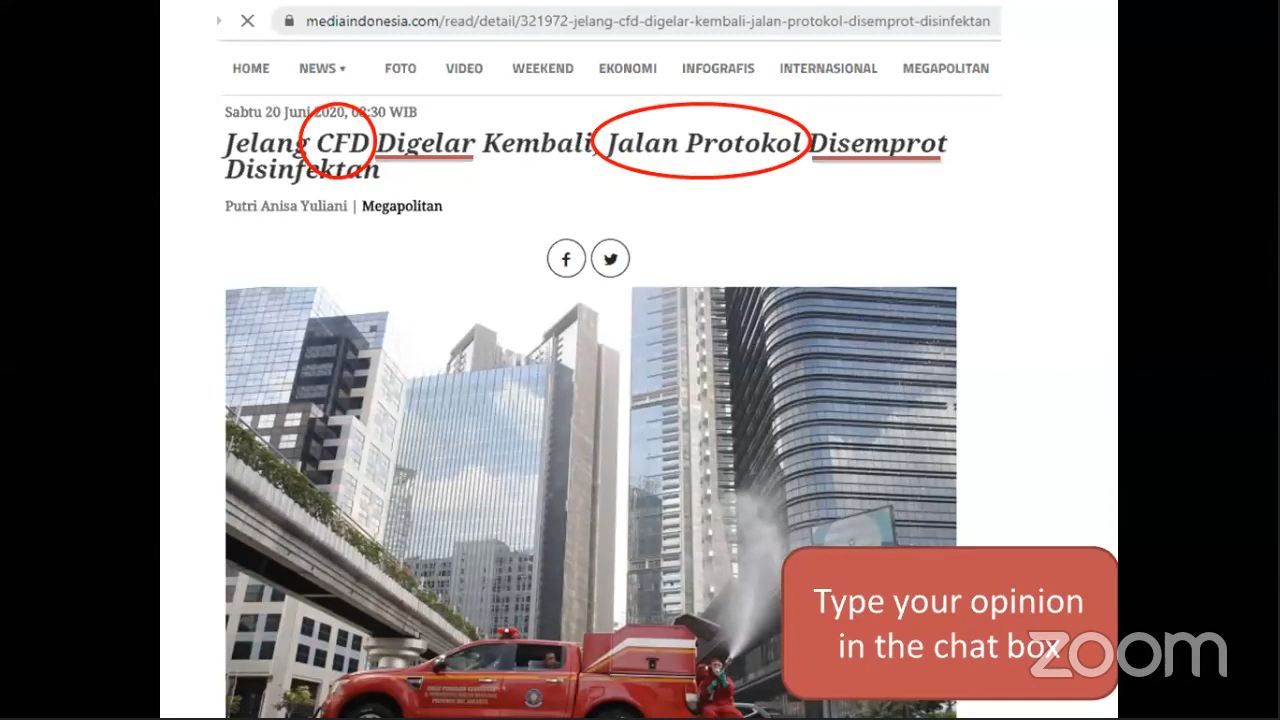 mediaindonesia.com/read/detail/321972-jelang-cfd-digelar-kembali-jalan-protokol-disemprot-disinfektan
HOME NEWS FOTO VIDEO WEEKEND EKONOMI INFOGRAFIS INTERNASIONAL MEGAPOLITAN
Sabtu 20 Juni 2020, 08:30 WIB
Jelang CFD Digelar Kembali, Jalan Protokol Disemprot
Disinfektan
Putri Anisa Yuliani | Megapolitan
Type your opinion
in the chat box
zoom